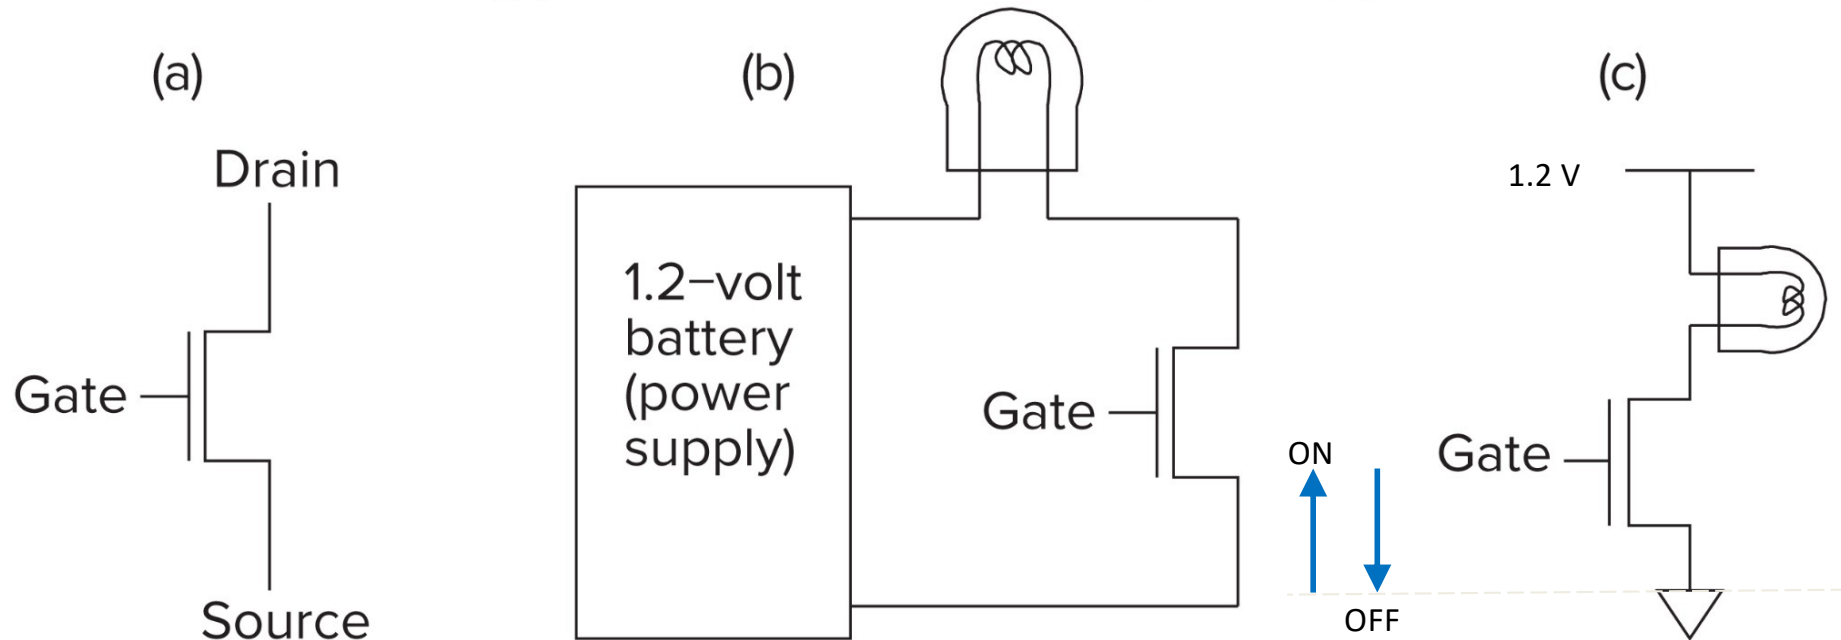 (a)
Drain
Gate
Source
(b)
1.2–volt
battery
(power
supply)
Gate
(c)
1.2 V
ON
Gate
OFF